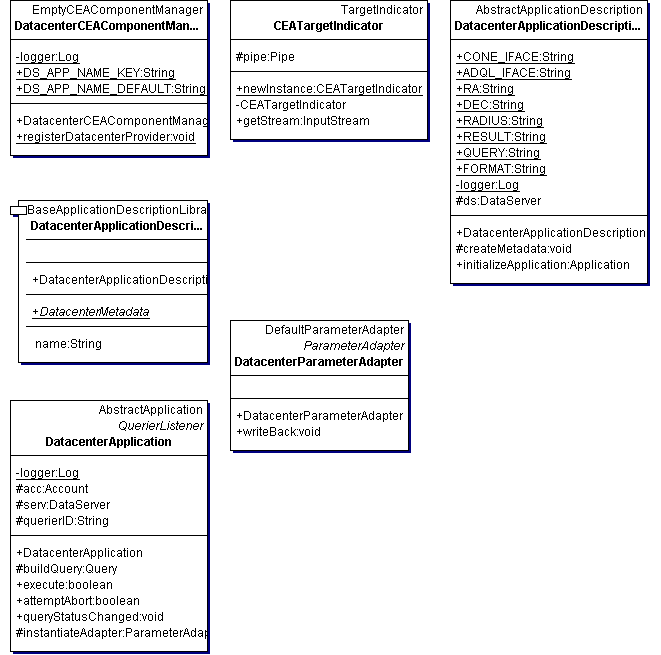 EmptyCEAComponentManager
DatacenterCEAComponentMan...
-logger:Log
+DS_APP_NAME_KEY:String
+DS_APP_NAME_DEFAULT:String
+DatacenterCEAComponentManag
+registerDatacenterProvider:void
TargetIndicator
CEATargetIndicator
#pipe:Pipe
+newInstance:CEATargetIndicator
-CEATargetIndicator
+getStream:InputStream
AbstractApplicationDescription
DatacenterApplicationDescripti...
+CONE_IFACE:String
+ADQL_IFACE:String
+RA:String
+DEC:String
+RADIUS:String
+RESULT:String
+QUERY:String
+FORMAT:String
-logger:Log
#ds:DataServer
+DatacenterApplicationDescription
#createMetadata:void
+initializeApplication:Application
BaseApplicationDescriptionLibra
DatacenterApplicationDescri...
+DatacenterApplicationDescripti
+DatacenterMetadata
name:String
DefaultParameterAdapter
ParameterAdapter
DatacenterParameterAdapter
+DatacenterParameterAdapter
+writeBack:void
AbstractApplication
QuerierListener
DatacenterApplication
-logger:Log
#acc:Account
#serv:DataServer
#querierID:String
+DatacenterApplication
#buildQuery:Query
+execute:boolean
+attemptAbort:boolean
+queryStatusChanged:void
#instantiateAdapter:ParameterAdap